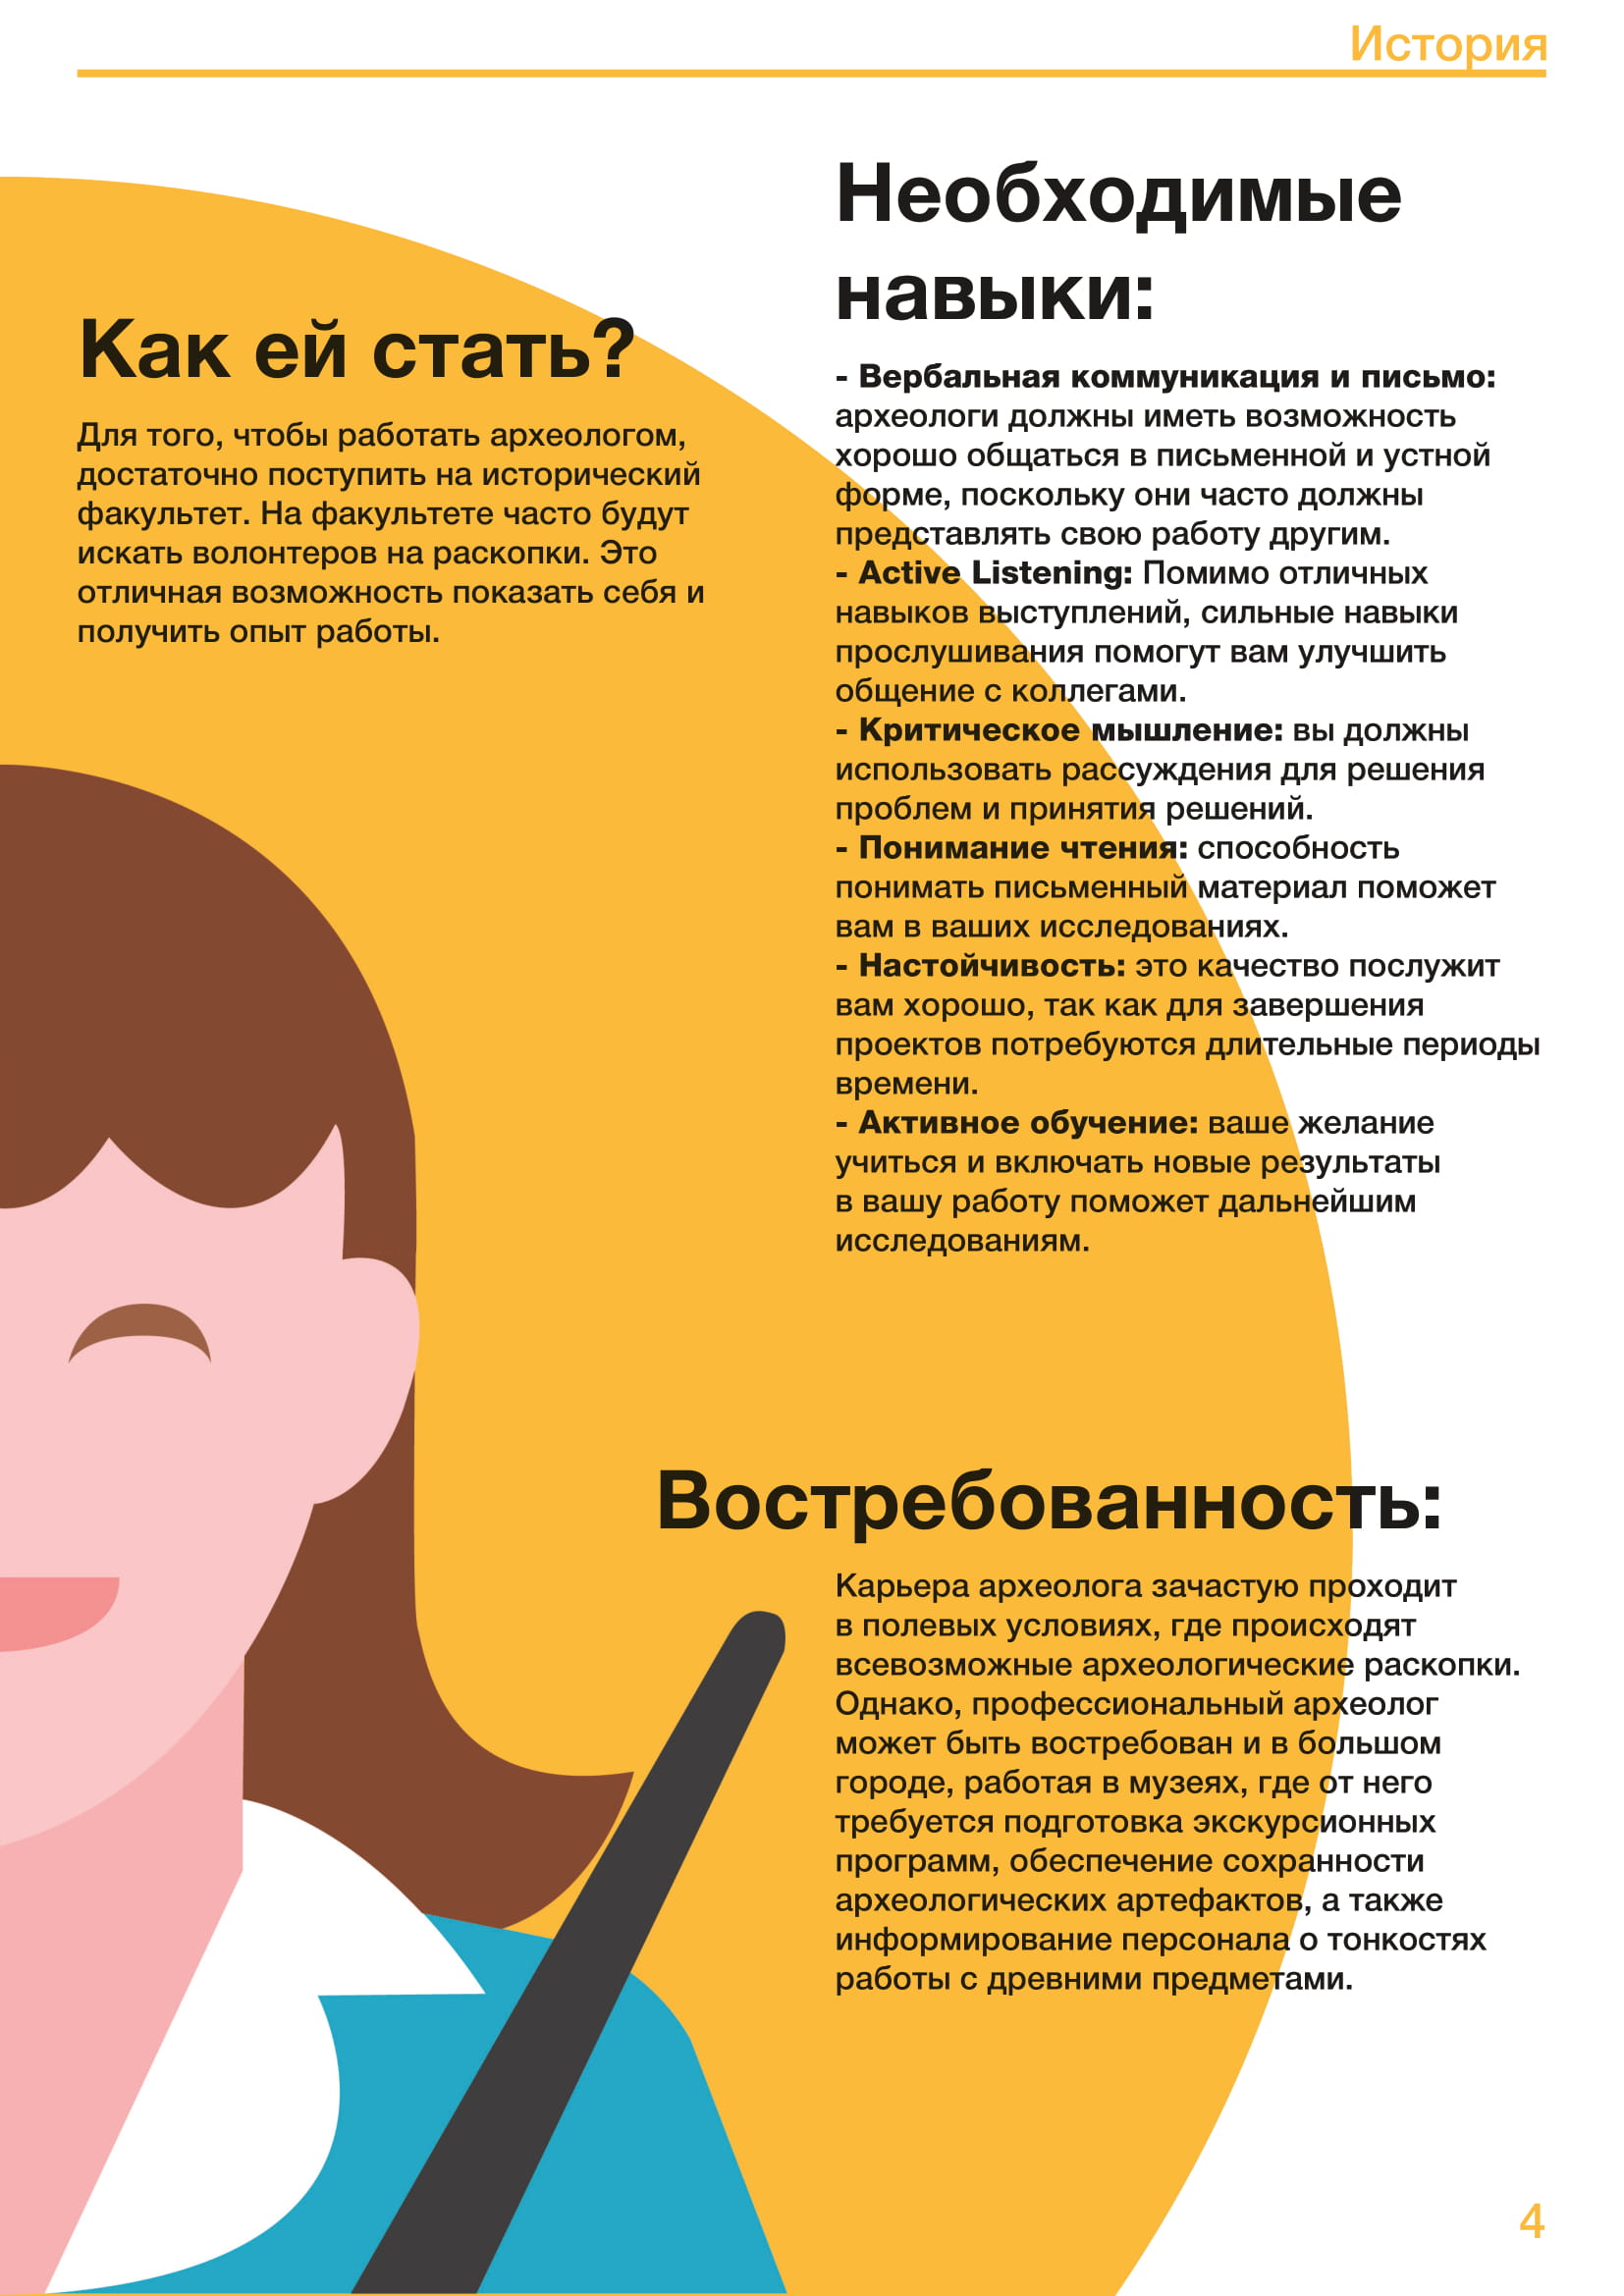 История
Как ей стать?
Для того, чтобы работать археологом,
достаточно поступить на исторический
факультет. На факультете часто будут
искать волонтеров на раскопки. Это
отличная возможность показать себя и
получить опыт работы.
Необходимые
навыки:
- Вербальная коммуникация и письмо:
археологи должны иметь возможность
хорошо общаться в письменной и устной
форме, поскольку они часто должны
представлять свою работу другим.
- Active Listening: Помимо отличных
навыков выступлений, сильные навыки
прослушивания помогут вам улучшить
общение с коллегами.
- Критическое мышление: вы должны
использовать рассуждения для решения
проблем и принятия решений.
- Понимание чтения: способность
понимать письменный материал поможет
вам в ваших исследованиях.
- Настойчивость: это качество послужит
вам хорошо, так как для завершения
проектов потребуются длительные периоды
времени.
- Активное обучение: ваше желание
учиться и включать новые результаты
в вашу работу поможет дальнейшим
исследованиям.
Востребованность:
Карьера археолога зачастую проходит
в полевых условиях, где происходят
всевозможные археологические раскопки.
Однако, профессиональный археолог
может быть востребован и в большом
городе, работая в музеях, где от него
требуется подготовка экскурсионных
программ, обеспечение сохранности
археологических артефактов, а также
информирование персонала о тонкостях
работы с древними предметами.
4